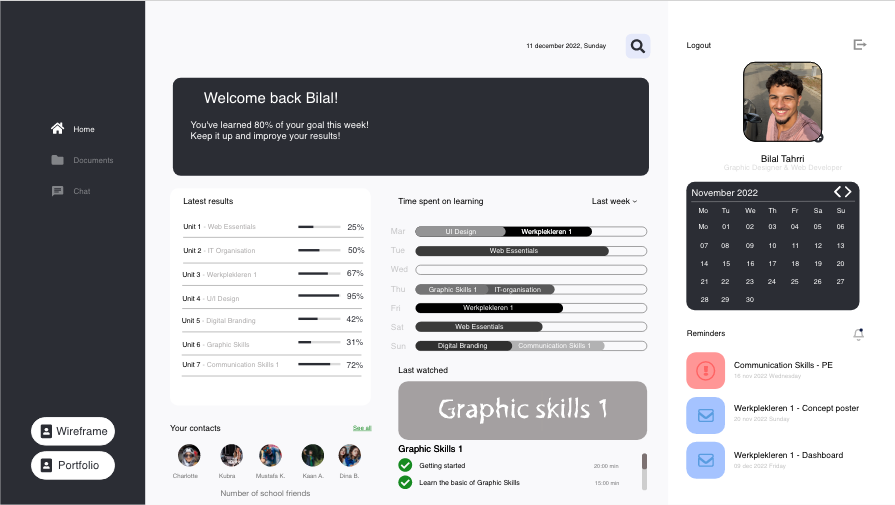 Home
Documents
Chat
Wireframe
Portfolio
11 december 2022, Sunday
Welcome back Bilal!
You've learned 80% of your goal this week!
Keep it up and improye your results!
Latest results
Unit 1 - Web Essentials 25%
Unit 2 - IT Organisation 50%
Unit 3 - Werkplekleren 1 67%
Unit 4 - U/I Design 95%
Unit 5 - Digital Branding 42%
Unit 6 - Graphic Skills 31%
Unit 7 - Communication Skills 1 72%
Your contacts See all
Charlotte Kubra Mustafa K. Kaan A. Dina B.
Number of school friends
Time spent on learning Last week
Mar UI Design Werkplekleren 1
Tue Web Essentials
Wed
Thu Graphic Skills 1 IT-organisation
Fri Werkplekleren 1
Sat Web Essentials
Sun Digital Branding Communication Skills 1
Last watched
Graphic skills 1
Graphic Skills 1
Getting started 20:00 min
Learn the basic of Graphic Skills 15:00 min
Logout
Bilal Tahrri
Graphic Designer & Web Developer
November 2022
Mo Tu We Th Fr Sa Su
Mo 01 02 03 04 05 06
07 08 09 10 11 12 13
14 15 16 17 18 19 20
21 22 23 24 25 26 27
28 29 30
Reminders
Communication Skills - PE
16 nov 2022 Wednesday
Werkplekleren 1 - Concept poster
20 nov 2022 Sunday
Werkplekleren 1 - Dashboard
09 dec 2022 Friday